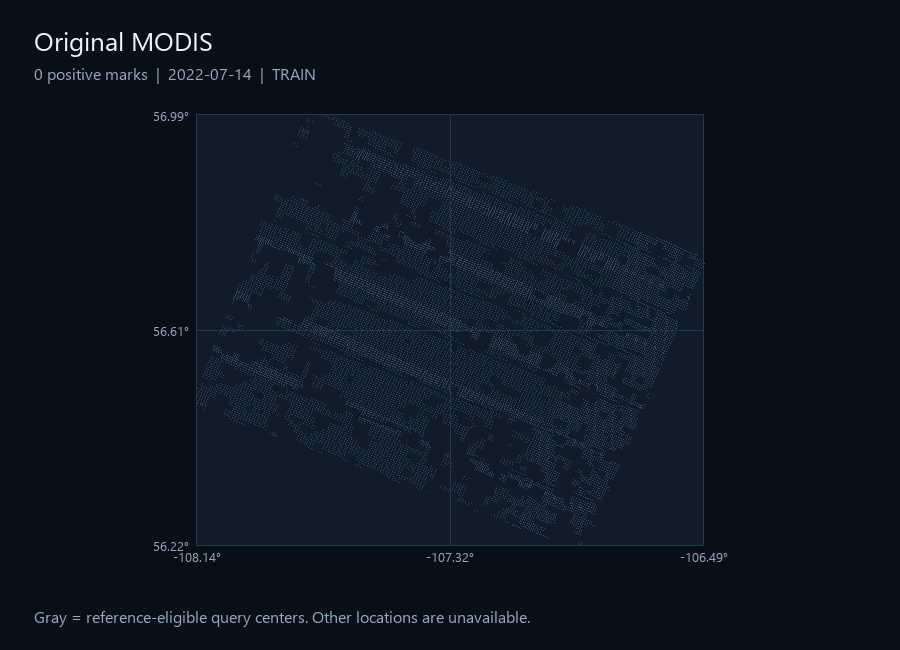 Original MODIS
0 positive marks | 2022-07-14 | TRAIN
56.99°
56.61°
56.22°
-108.14°
-107.32°
-106.49°
Gray = reference-eligible query centers. Other locations are unavailable.